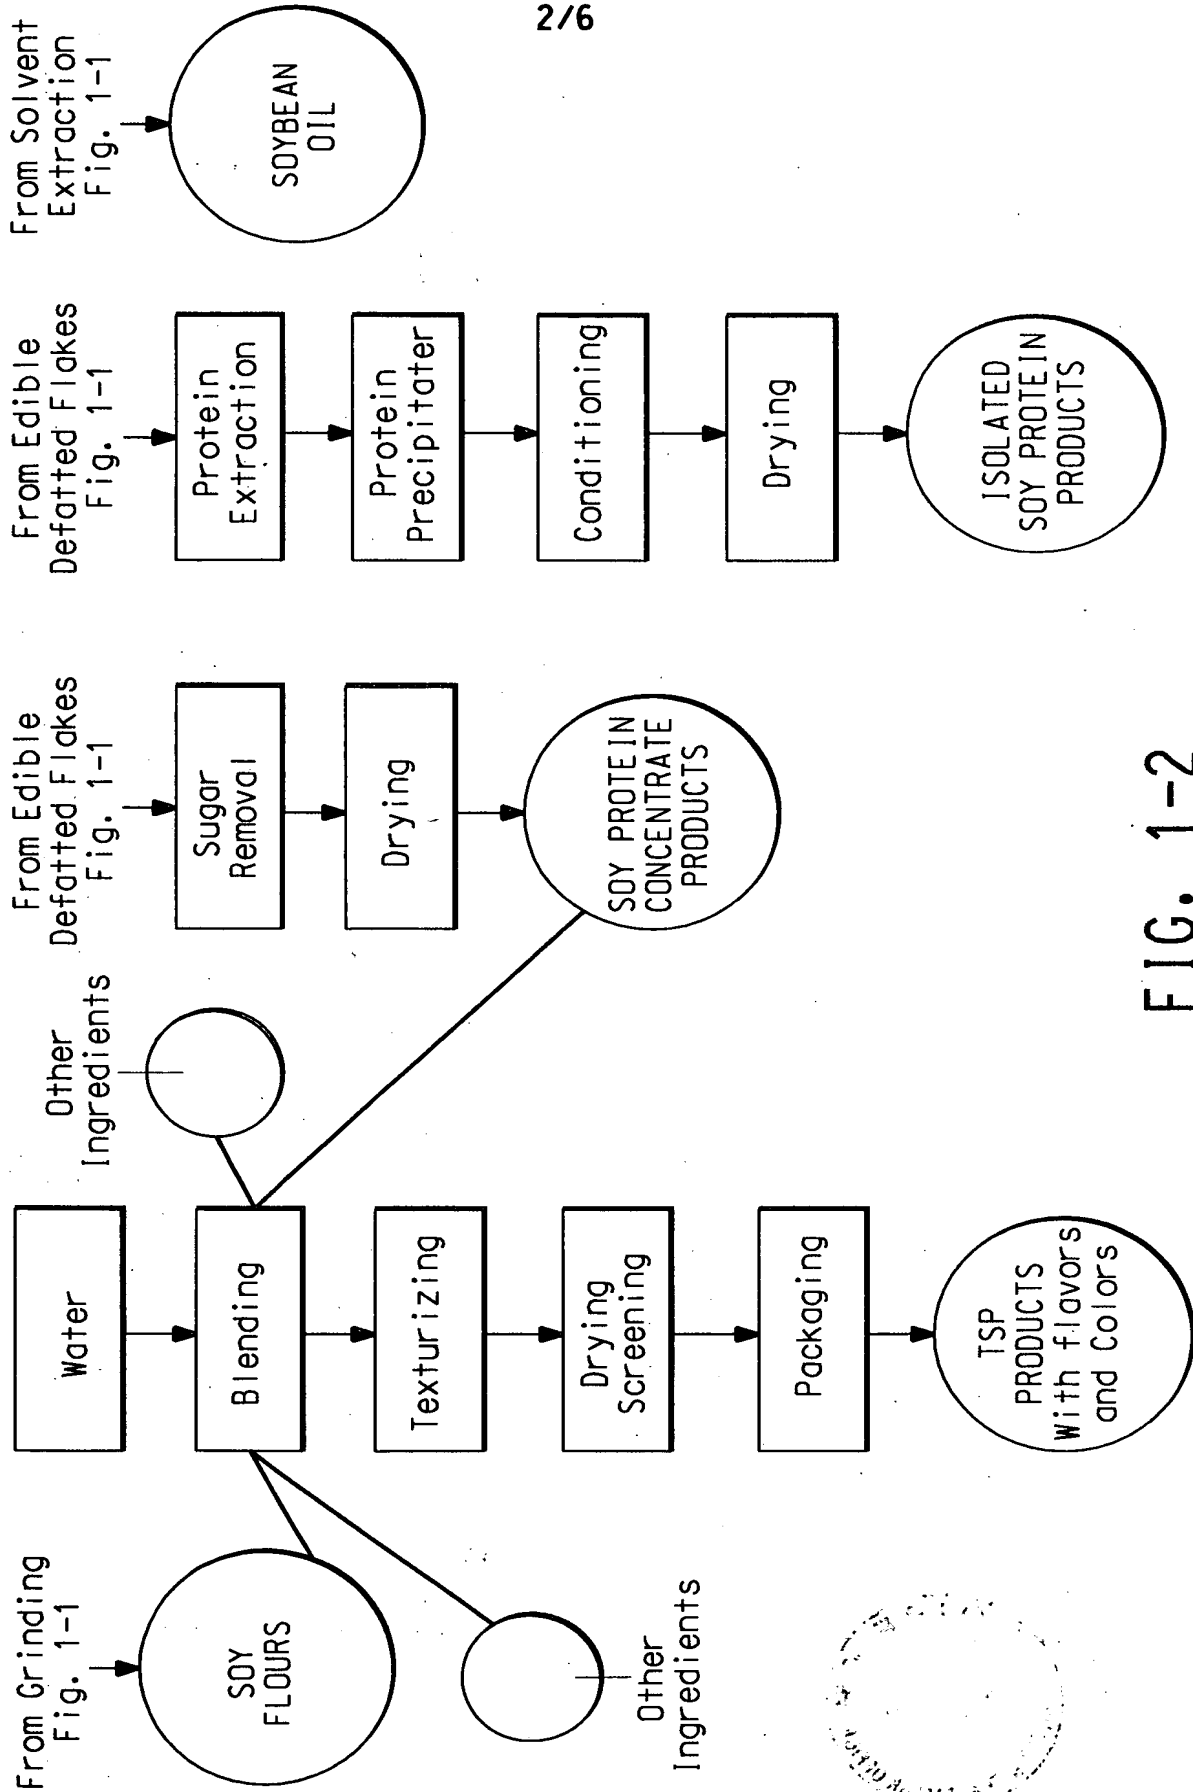 2/6
From Grinding
Fig. 1-1
SOY
FLOURS
Other
Ingredients
Water
Blending
Texturizing
Drying
Screening
Packaging
TSP
PRODUCTS
With flavors
and Colors
Other
Ingredients
From Edible
Defatted Flakes
Fig. 1-1
Sugar
Removal
Drying
SOY PROTEIN
CONCENTRATE
PRODUCTS
From Edible
Defatted Flakes
Fig. 1-1
Protein
Extraction
Protein
Precipitater
Conditioning
Drying
ISOLATED
SOY PROTEIN
PRODUCTS
From Solvent
Extraction
Fig. 1-1
SOYBEAN
OIL
FIG. 1-2